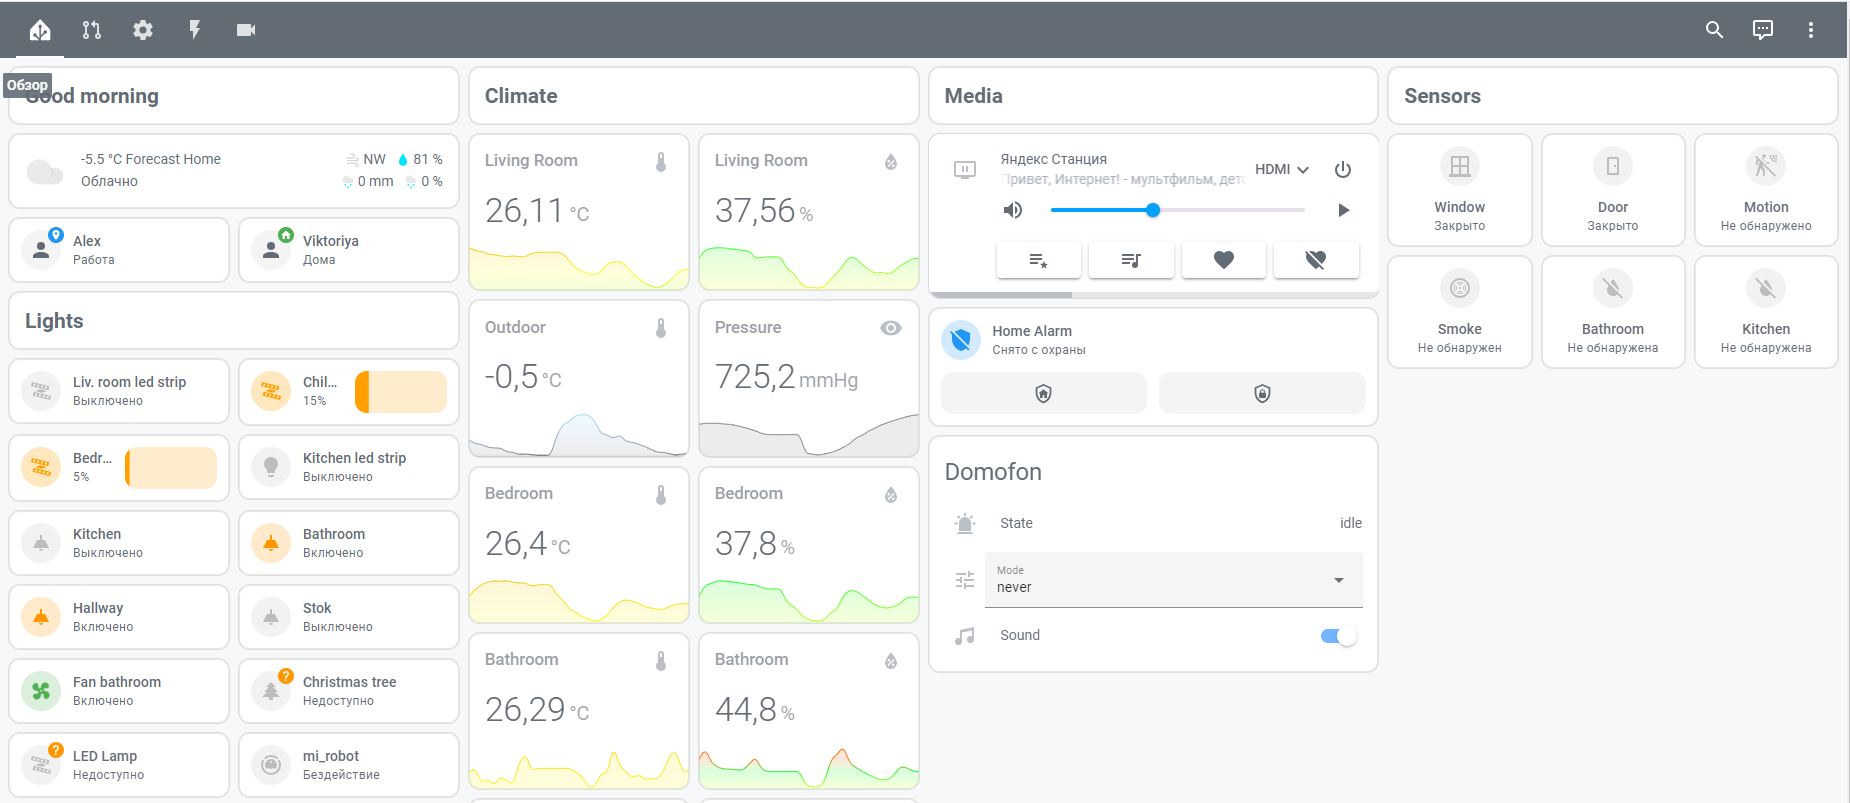 Обзор
Good morning
-5.5 °C Forecast Home
Облачно
NW
81 %
0 mm
0 %
Alex
Работа
Viktoriya
Дома
Lights
Liv. room led strip
Выключено
Chil...
15%
Bedr...
5%
Kitchen led strip
Выключено
Kitchen
Выключено
Bathroom
Включено
Hallway
Включено
Stok
Выключено
Fan bathroom
Включено
?
Christmas tree
Недоступно
?
LED Lamp
Недоступно
mi_robot
Бездействие
Climate
Living Room
26,11 °C
Living Room
37,56 %
Outdoor
-0,5 °C
Pressure
725,2 mmHg
Bedroom
26,4 °C
Bedroom
37,8 %
Bathroom
26,29 °C
Bathroom
44,8 %
Media
Яндекс Станция
Привет, Интернет! - мультфильм,
HDMI
Home Alarm
Снято с охраны
Domofon
State
idle
Mode
never
Sound
Sensors
Window
Закрыто
Door
Закрыто
Motion
Не обнаружено
Smoke
Не обнаружен
Bathroom
Не обнаружена
Kitchen
Не обнаружена